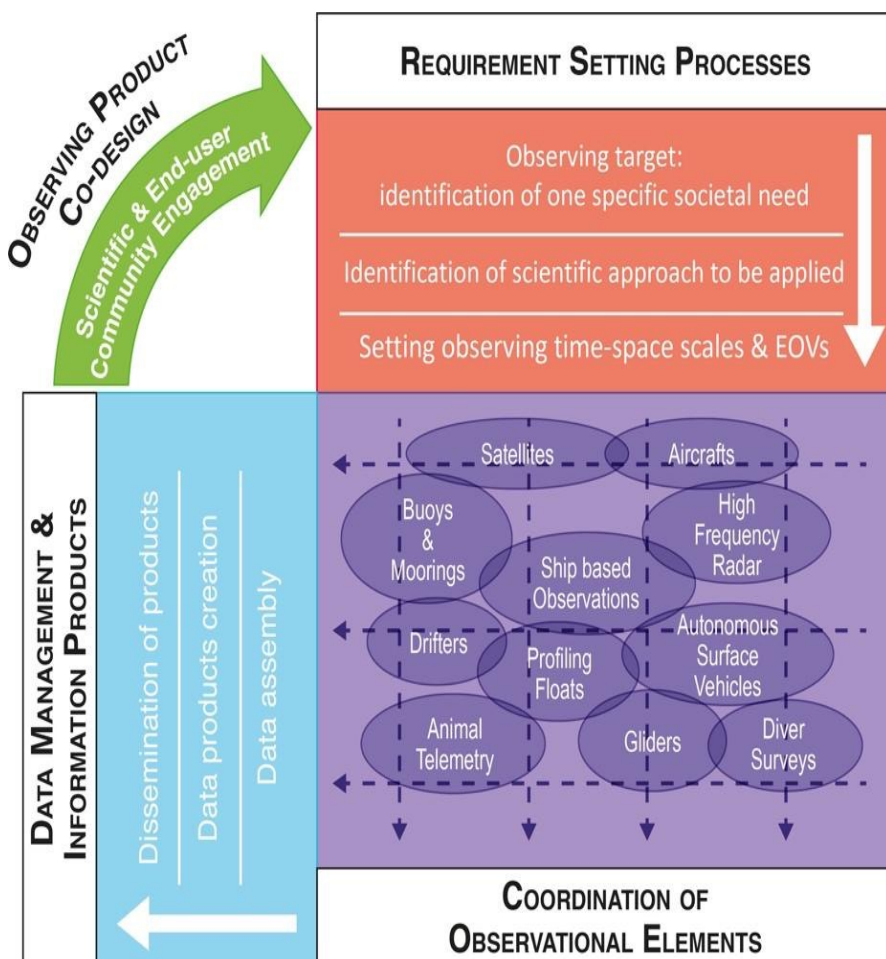 OBSERVING PRODUCT
CO-DESIGN
Scientific & End-user
Community Engagement
REQUIREMENT SETTING PROCESSES
Observing target:
identification of one specific societal need
Identification of scientific approach to be applied
Setting observing time-space scales & EOVs
Satellites
Aircrafts
Buoys
&
Moorings
High
Frequency
Radar
Ship based
Observations
Drifters
Profiling
Floats
Autonomous
Surface
Vehicles
Animal
Telemetry
Gliders
Diver
Surveys
COORDINATION OF
OBSERVATIONAL ELEMENTS
DATA MANAGEMENT &
INFORMATION PRODUCTS
Dissemination of products
Data products creation
Data assembly